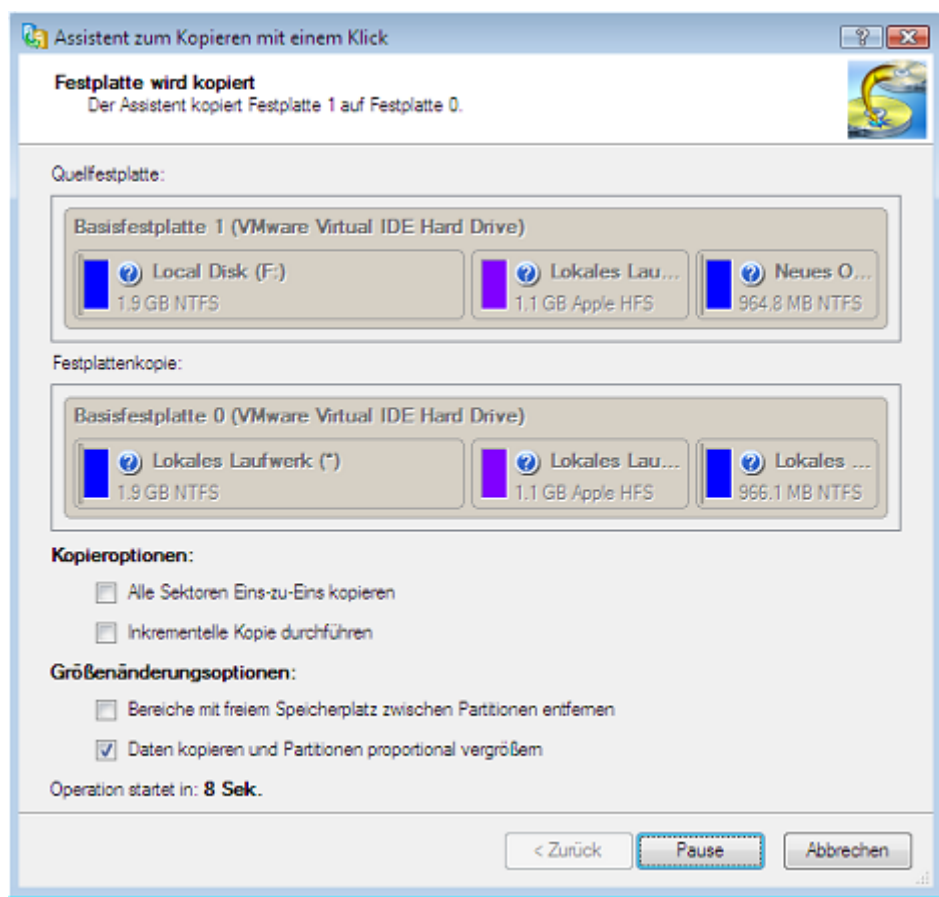 Assistent zum Kopieren mit einem Klick
Festplatte wird kopiert
Der Assistent kopiert Festplatte 1 auf Festplatte 0.
Quellfestplatte:
Basisfestplatte 1 (VMware Virtual IDE Hard Drive)
Local Disk (F:)
1.9 GB NTFS
Lokales Lau...
1.1 GB Apple HFS
Neues O...
964.8 MB NTFS
Festplattenkopie:
Basisfestplatte 0 (VMware Virtual IDE Hard Drive)
Lokales Laufwerk (*)
1.9 GB NTFS
Lokales Lau...
1.1 GB Apple HFS
Lokales ...
966.1 MB NTFS
Kopieroptionen:
Alle Sektoren Eins-zu-Eins kopieren
Inkrementelle Kopie durchführen
Größenänderungsoptionen:
Bereiche mit freiem Speicherplatz zwischen Partitionen entfernen
Daten kopieren und Partitionen proportional vergrößern
Operation startet in: 8 Sek.
< Zurück
Pause
Abbrechen